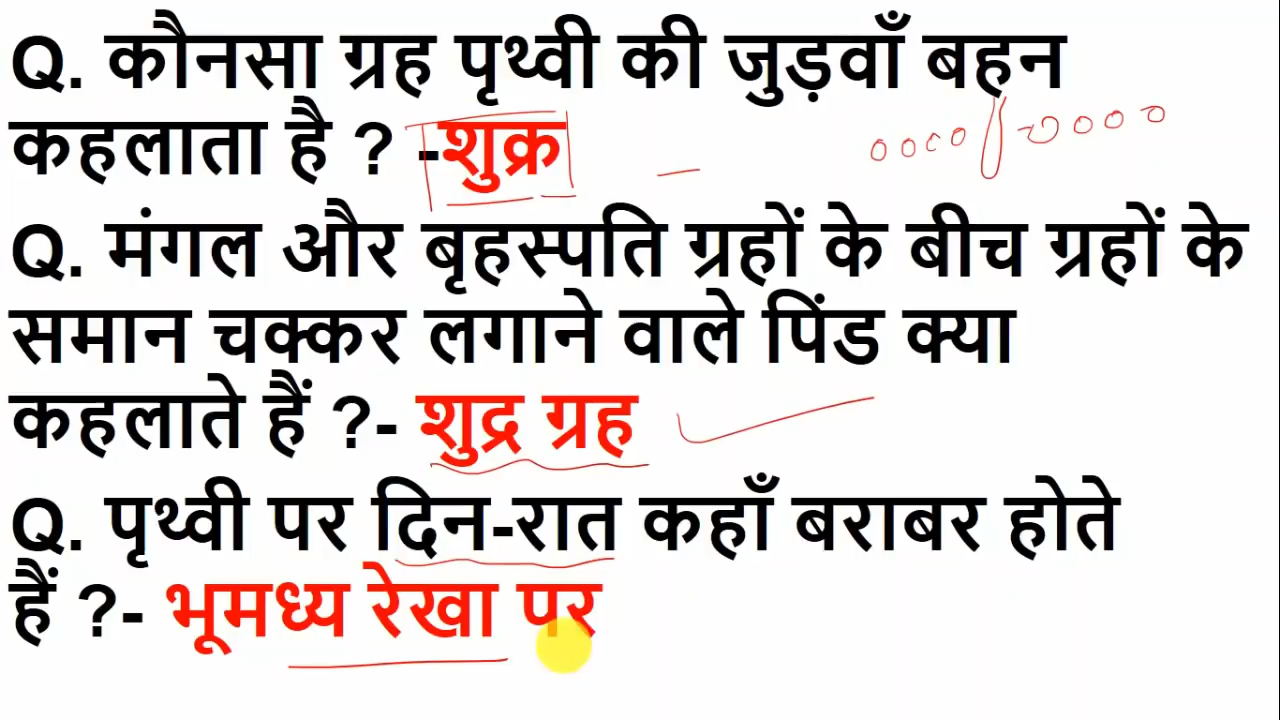 Q. कौनसा ग्रह पृथ्वी की जुड़वाँ बहन
कहलाता है ? -शुक्र
Q. मंगल और बृहस्पति ग्रहों के बीच ग्रहों के
समान चक्कर लगाने वाले पिंड क्या
कहलाते हैं ?- शुद्र ग्रह
Q. पृथ्वी पर दिन-रात कहाँ बराबर होते
हैं ?- भूमध्य रेखा पर